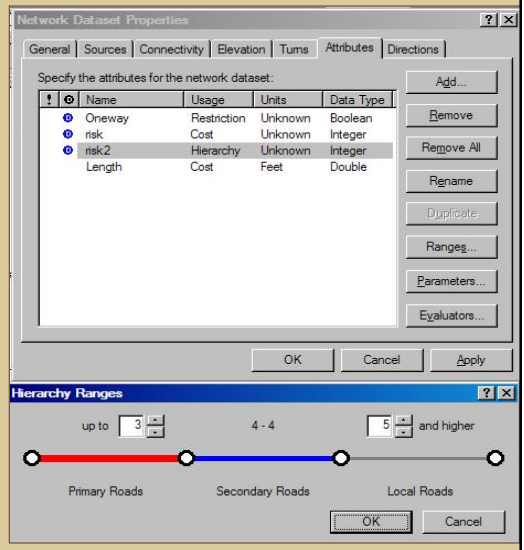 Network Dataset Properties ? X
General Sources Connectivity Elevation Turns Attributes Directions
Specify the attributes for the network dataset:
! Name Usage Units Data Type
Oneway Restriction Unknown Boolean
risk Cost Unknown Integer
risk2 Hierarchy Unknown Integer
Length Cost Feet Double
Add...
Remove
Remove All
Rename
Duplicate
Ranges...
Parameters...
Evaluators...
OK Cancel Apply
Hierarchy Ranges ? X
up to 3 4 - 4 5 and higher
Primary Roads Secondary Roads Local Roads
OK Cancel